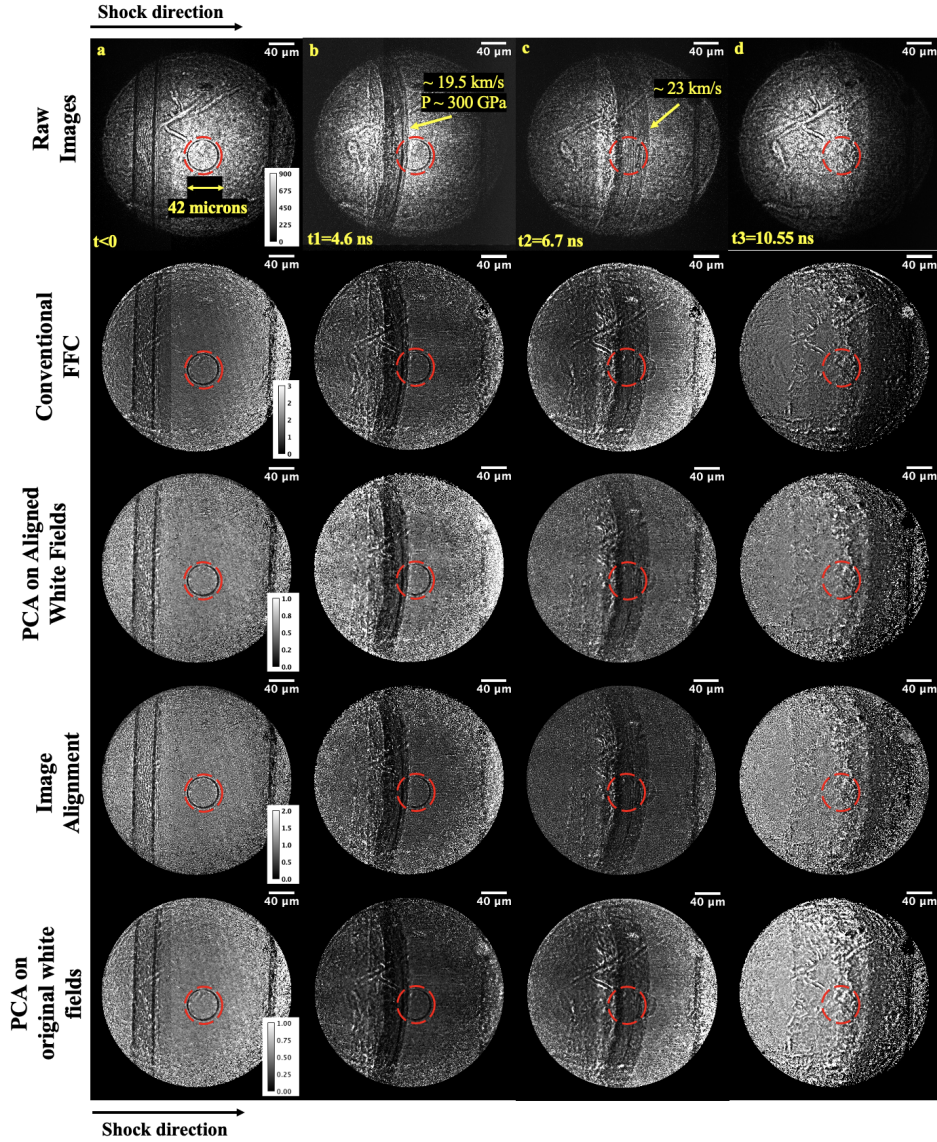 Shock direction
a
40 µm
b
40 µm
c
40 µm
d
40 µm
Raw
Images
~ 19.5 km/s
P ~ 300 GPa
~ 23 km/s
42 microns
900
675
450
225
0
t<0
t1=4.6 ns
t2=6.7 ns
t3=10.55 ns
40 µm
40 µm
40 µm
40 µm
Conventional
FFC
3
2
1
0
40 µm
40 µm
40 µm
40 µm
PCA on Aligned
White Fields
1.0
0.8
0.6
0.4
0.2
0.0
40 µm
40 µm
40 µm
40 µm
Image
Alignment
2.0
1.5
1.0
0.5
0.0
40 µm
40 µm
40 µm
40 µm
PCA on
original white
fields
1.00
0.75
0.50
0.25
0.00
Shock direction